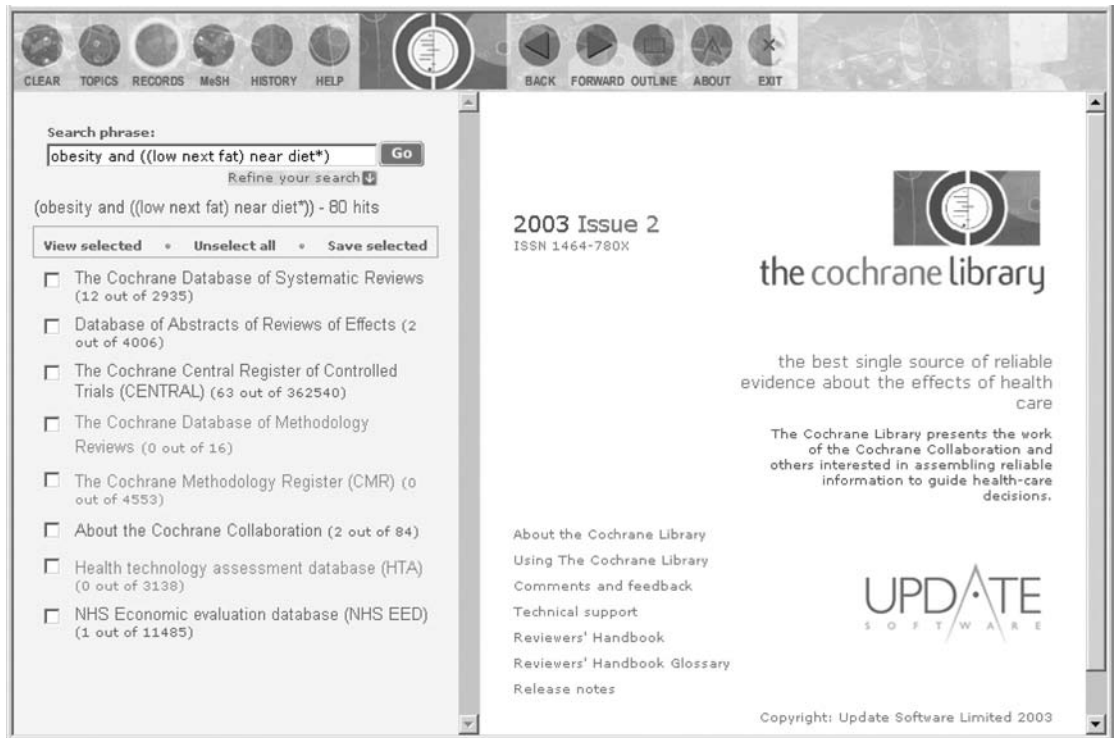 CLEAR TOPICS RECORDS MeSH HISTORY HELP BACK FORWARD OUTLINE ABOUT EXIT
Search phrase:
obesity and ((low next fat) near diet*) Go
Refine your search
(obesity and ((low next fat) near diet*)) - 80 hits
View selected • Unselect all • Save selected
The Cochrane Database of Systematic Reviews
(12 out of 2935)
Database of Abstracts of Reviews of Effects (2
out of 4006)
The Cochrane Central Register of Controlled
Trials (CENTRAL) (63 out of 362540)
The Cochrane Database of Methodology
Reviews (0 out of 16)
The Cochrane Methodology Register (CMR) (0
out of 4553)
About the Cochrane Collaboration (2 out of 84)
Health technology assessment database (HTA)
(0 out of 3138)
NHS Economic evaluation database (NHS EED)
(1 out of 11485)
2003 Issue 2
ISSN 1464-780X
the cochrane library
the best single source of reliable
evidence about the effects of health
care
The Cochrane Library presents the work
of the Cochrane Collaboration and
others interested in assembling reliable
information to guide health-care
decisions.
About the Cochrane Library
Using The Cochrane Library
Comments and feedback
Technical support
Reviewers' Handbook
Reviewers' Handbook Glossary
Release notes
UPDATE
SOFTWARE
Copyright: Update Software Limited 2003